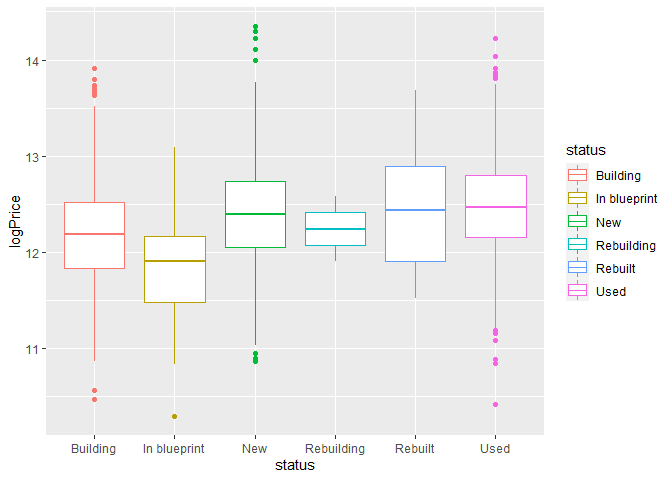 14
13
12
11
logPrice
Building
In blueprint
New
Rebuilding
Rebuilt
Used
status
status
Building
In blueprint
New
Rebuilding
Rebuilt
Used